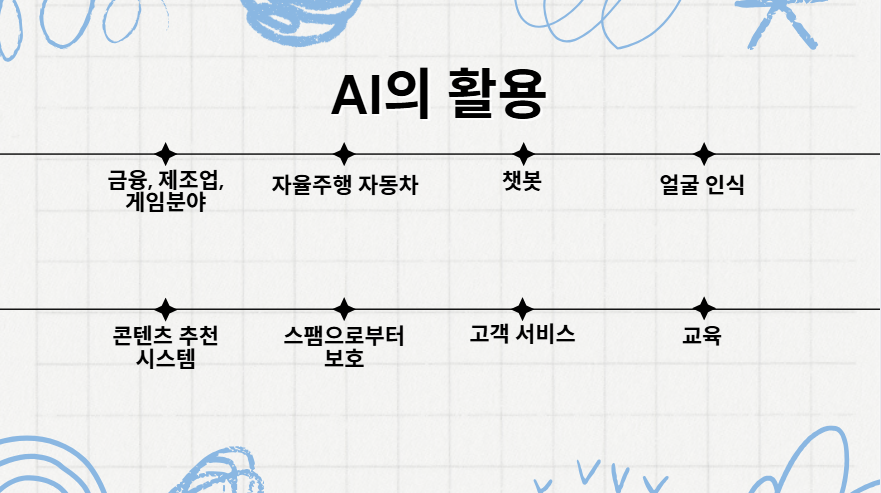 AI의 활용
금융, 제조업,
게임분야
자율주행 자동차
챗봇
얼굴 인식
콘텐츠 추천
시스템
스팸으로부터
보호
고객 서비스
교육